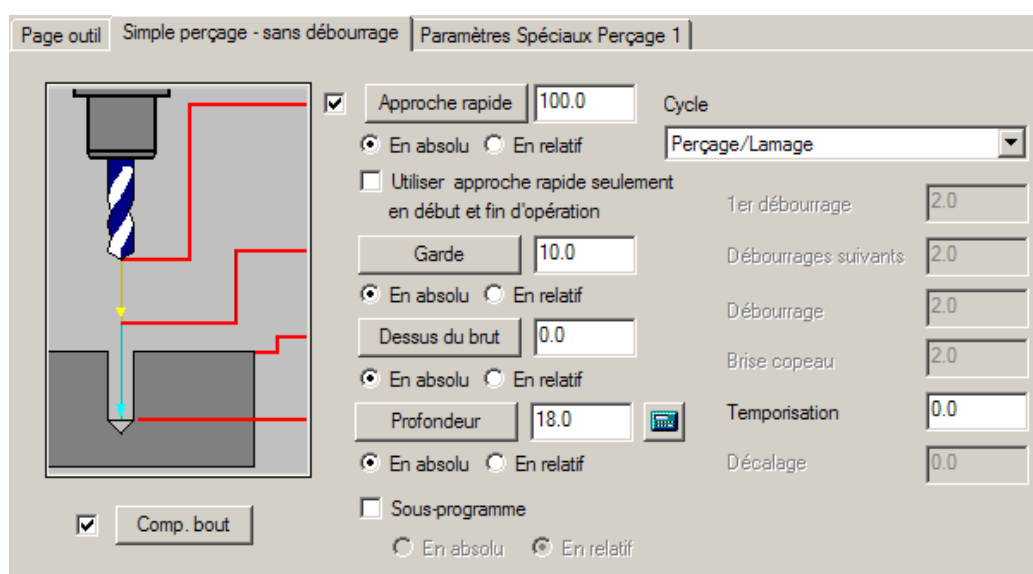 Page outil
Simple perçage - sans débourrage
Paramètres Spéciaux Perçage 1
Approche rapide
100.0
En absolu
En relatif
Utiliser approche rapide seulement
en début et fin d'opération
Garde
10.0
En absolu
En relatif
Dessus du brut
0.0
En absolu
En relatif
Profondeur
18.0
En absolu
En relatif
Sous-programme
En absolu
En relatif
Comp. bout
Cycle
Perçage/Lamage
1er débourrage
2.0
Débourrages suivants
2.0
Débourrage
2.0
Brise copeau
2.0
Temporisation
0.0
Décalage
0.0